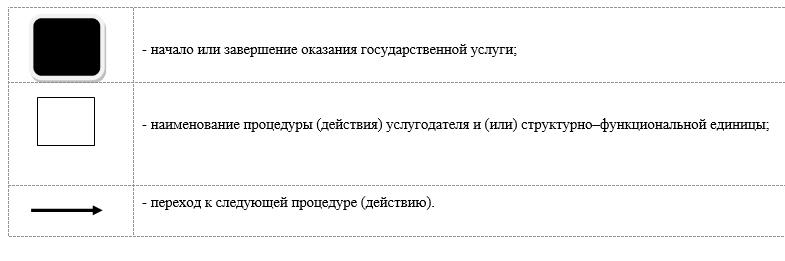 - начало или завершение оказания государственной услуги;
- наименование процедуры (действия) услугодателя и (или) структурно–функциональной единицы;
- переход к следующей процедуре (действию).